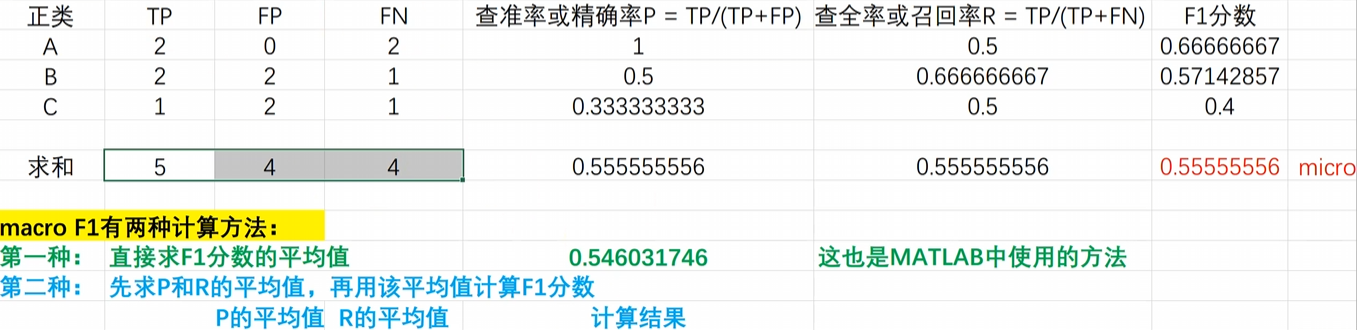 正类 TP FP FN 查准率或精确率P = TP/(TP+FP) 查全率或召回率R = TP/(TP+FN) F1分数
A 2 0 2 1 0.5 0.66666667
B 2 2 1 0.5 0.666666667 0.57142857
C 1 2 1 0.333333333 0.5 0.4
求和 5 4 4 0.555555556 0.555555556 0.55555556 micro
macro F1有两种计算方法：
第一种： 直接求F1分数的平均值 0.546031746 这也是MATLAB中使用的方法
第二种： 先求P和R的平均值，再用该平均值计算F1分数
P的平均值 R的平均值 计算结果